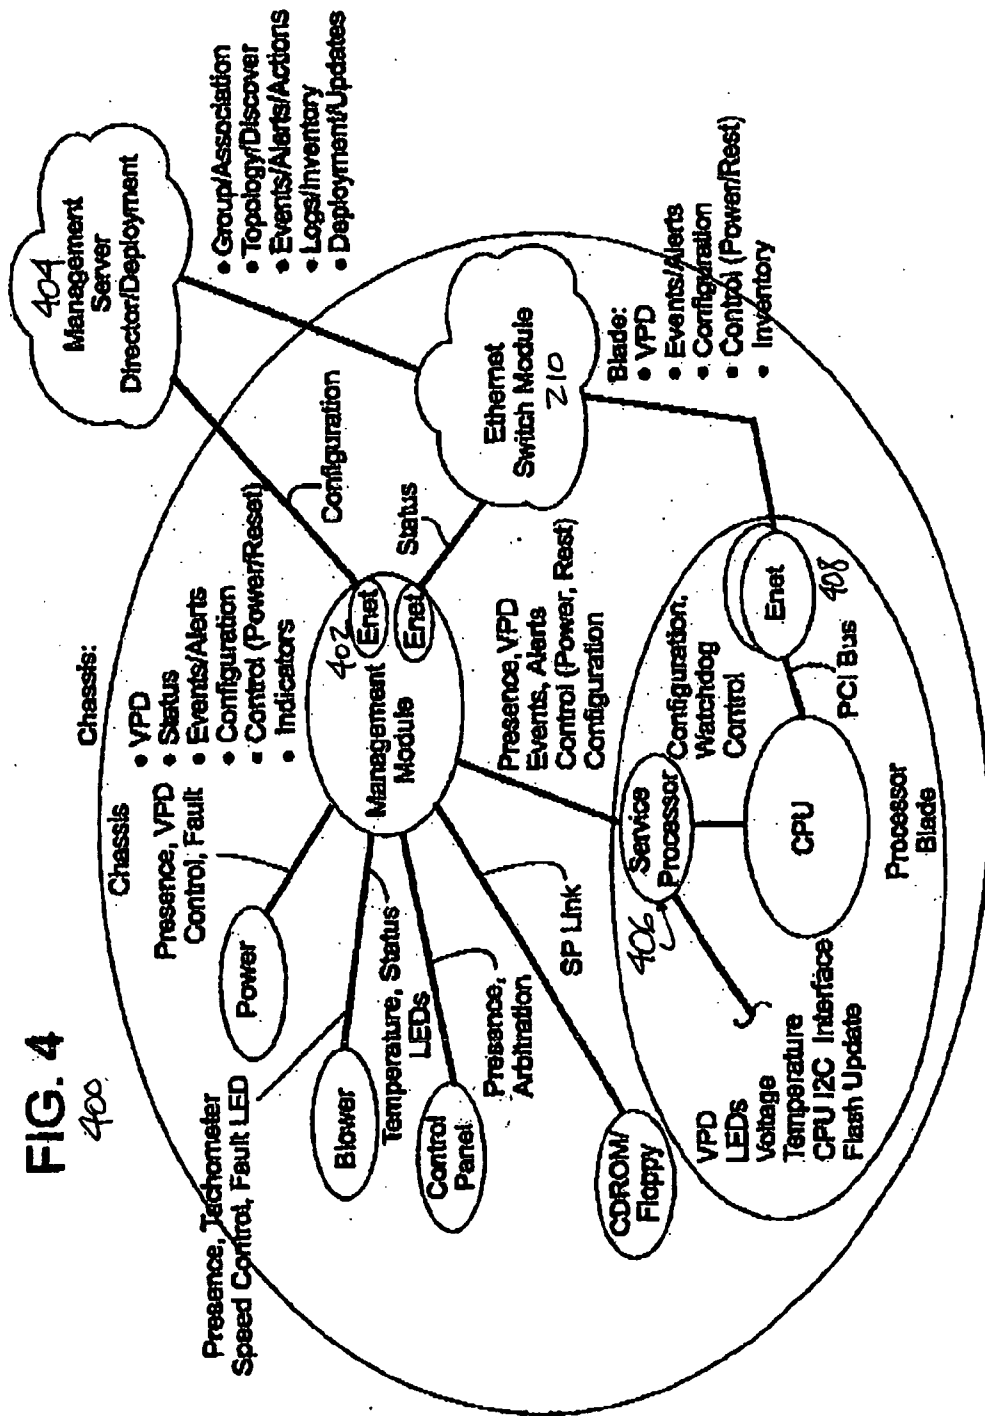 FIG. 4
400
404
Management
Server
Director/Deployment
• Group/Association
• Topology/Discover
• Events/Alerts/Actions
• Logs/Inventory
• Deployment/Updates
Chassis:
• VPD
• Status
• Events/Alerts
• Configuration
• Control (Power/Reset)
• Indicators
Configuration
Chassis
Presence, VPD
Control, Fault
Power
Presence, Tachometer
Speed Control, Fault LED
Blower
Temperature, Status
LEDs
Control
Panel
Presence,
Arbitration
CDROM/
Floppy
SP Link
402
Enet
Enet
Management
Module
Status
Ethernet
Switch Module
210
Blade:
• VPD
• Events/Alerts
• Configuration
• Control (Power/Rest)
• Inventory
Presence, VPD
Events, Alerts
Control (Power, Rest)
Configuration
406
Service
Processor
Configuration,
Watchdog
Control
Enet
408
PCI Bus
CPU
Processor
Blade
VPD
LEDs
Voltage
Temperature
CPU I2C Interface
Flash Update